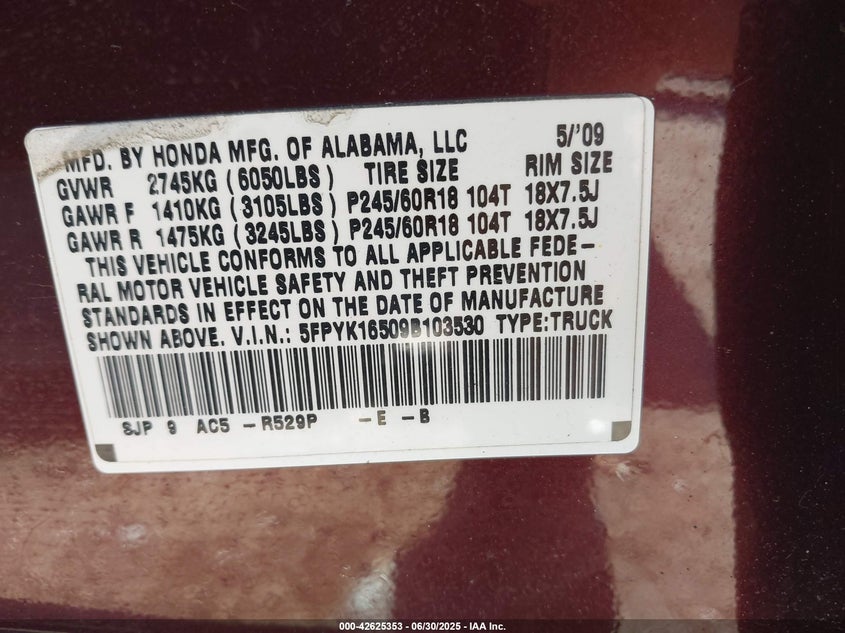 MFD. BY HONDA MFG. OF ALABAMA, LLC 5/'09
GVWR 2745KG (6050LBS) TIRE SIZE RIM SIZE
GAWR F 1410KG (3105LBS) P245/60R18 104T 18X7.5J
GAWR R 1475KG (3245LBS) P245/60R18 104T 18X7.5J
THIS VEHICLE CONFORMS TO ALL APPLICABLE FEDE-
RAL MOTOR VEHICLE SAFETY AND THEFT PREVENTION
STANDARDS IN EFFECT ON THE DATE OF MANUFACTURE
SHOWN ABOVE. V.I.N.: 5FPYK16509B103530 TYPE:TRUCK
SJP 9 AC5 -R529P -E -B
000-42625353 - 06/30/2025 - IAA Inc.